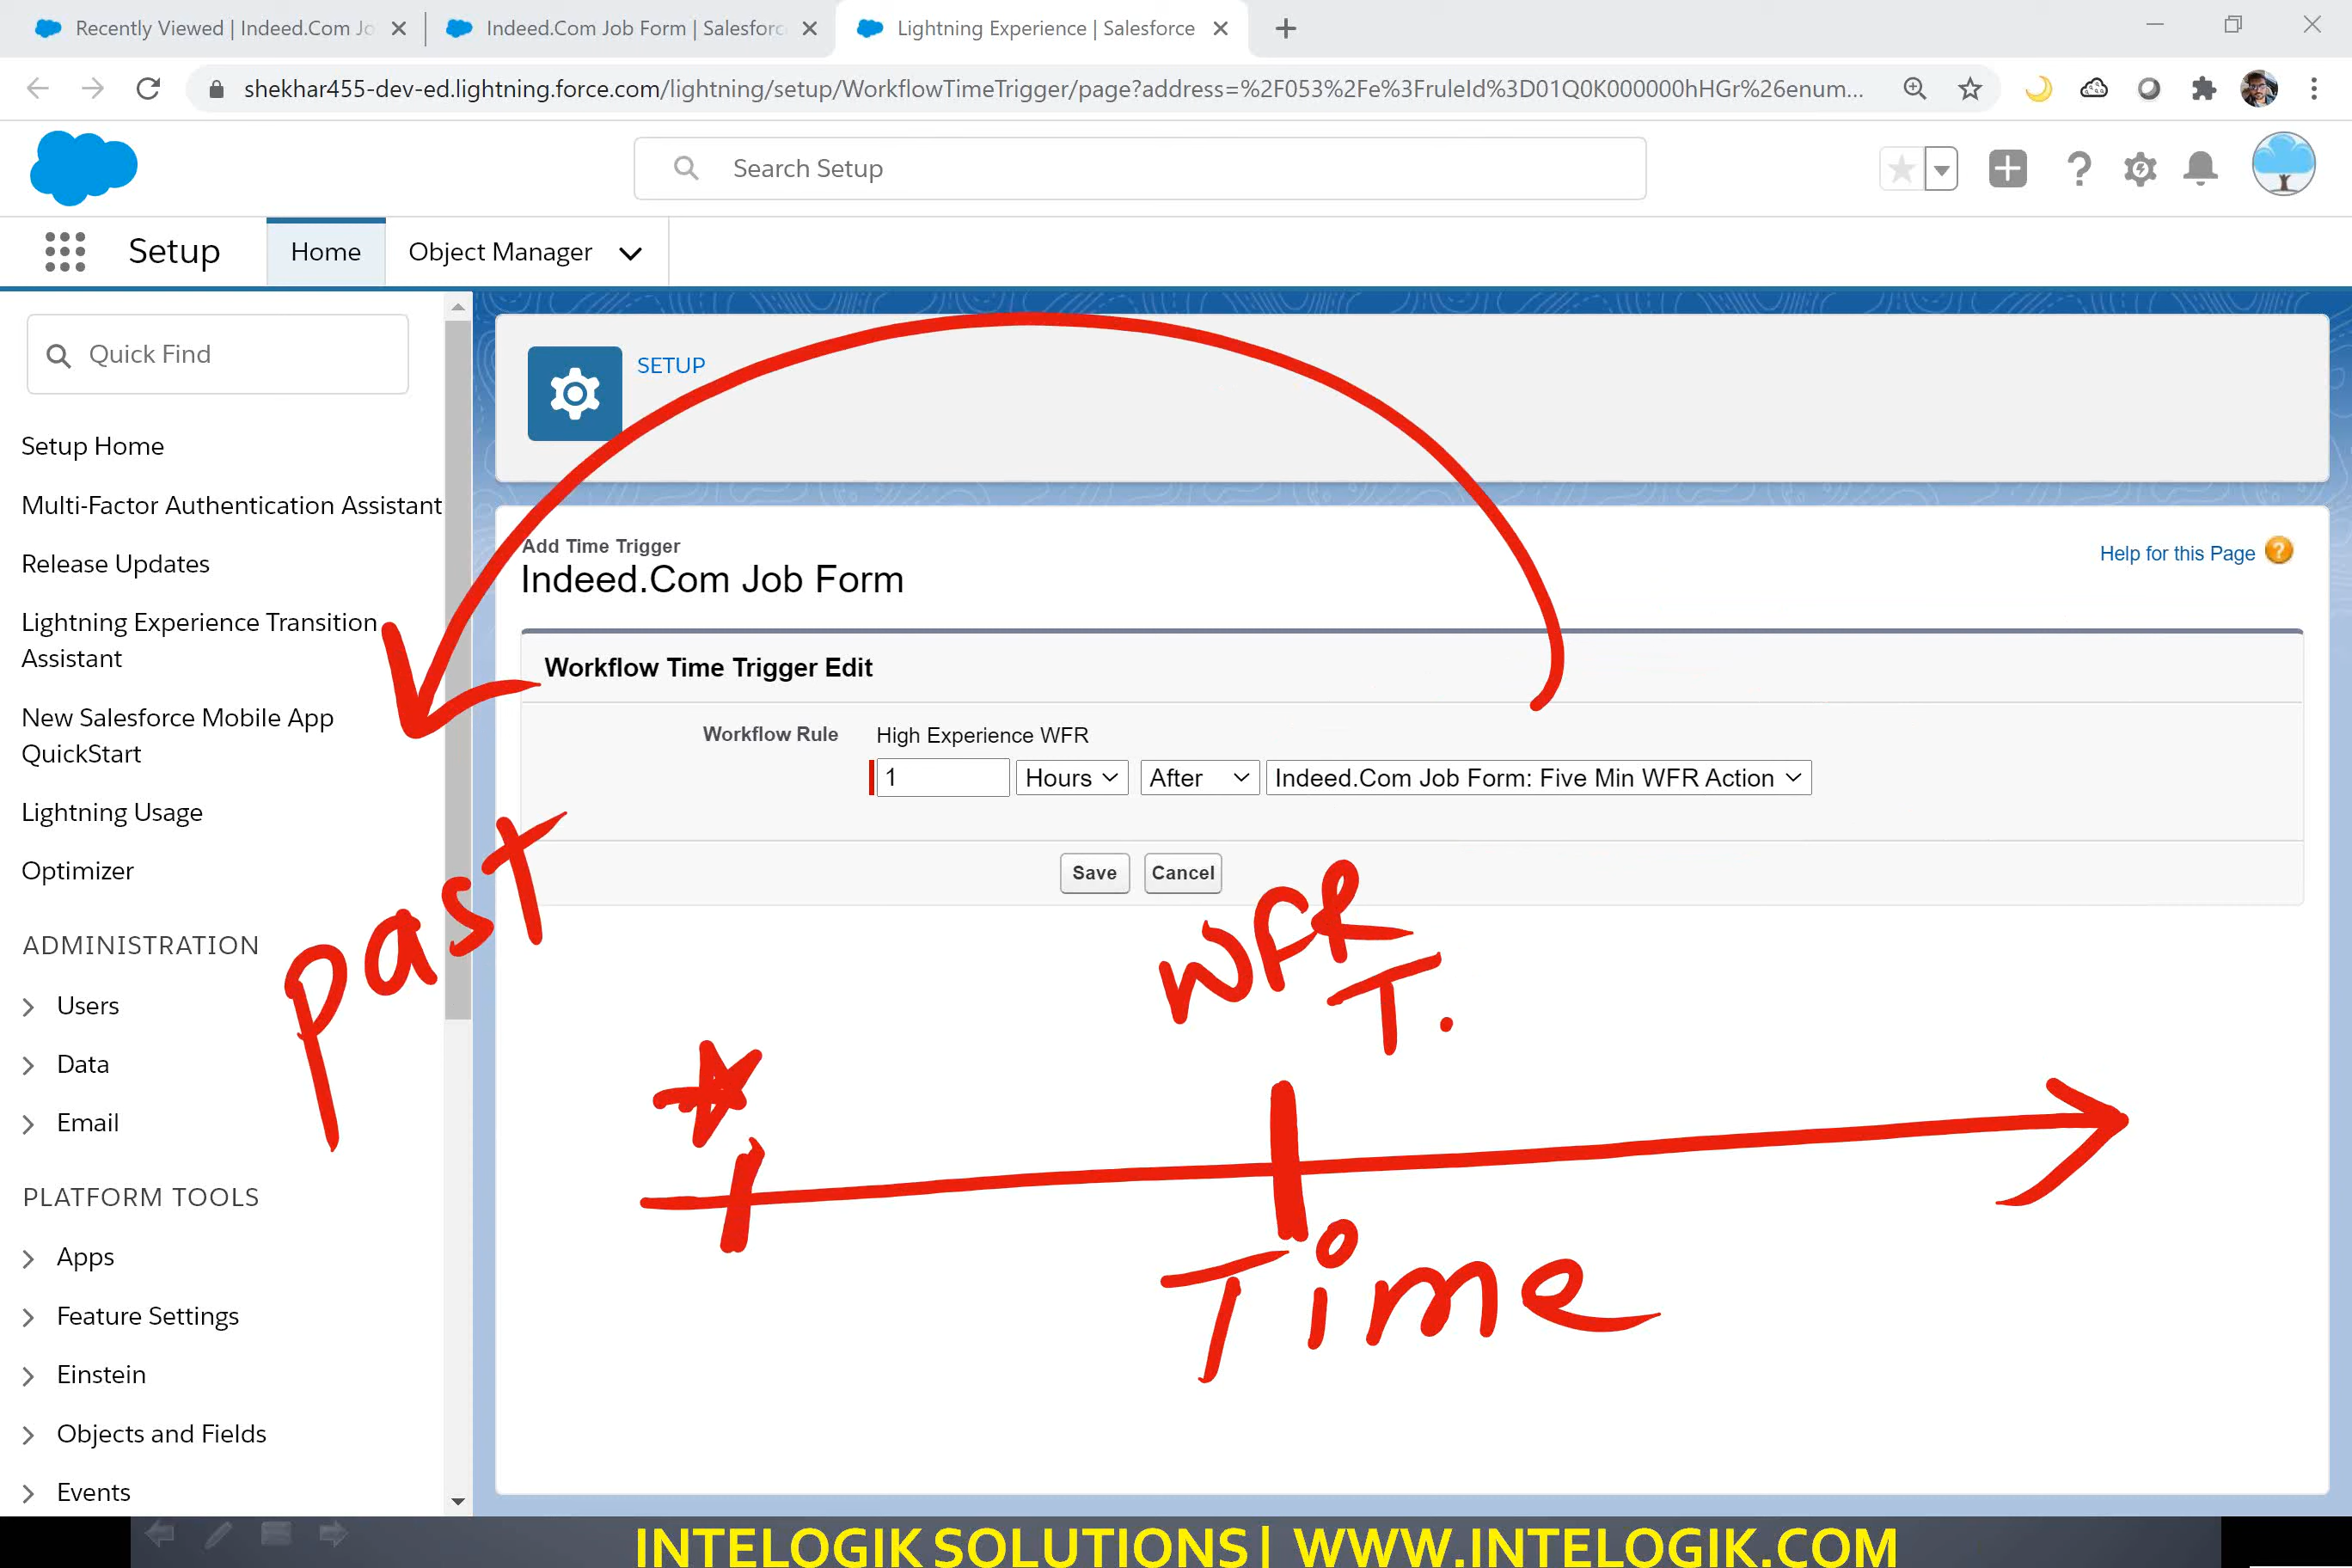 Recently Viewed | Indeed.Com Jo
Indeed.Com Job Form | Salesforc
Lightning Experience | Salesforce
shekhar455-dev-ed.lightning.force.com/lightning/setup/WorkflowTimeTrigger/page?address=%2F053%2Fe%3FruleId%3D01Q0K000000hHGr%26enum...
Search Setup
Setup
Home
Object Manager
Quick Find
Setup Home
Multi-Factor Authentication Assistant
Release Updates
Lightning Experience Transition
Assistant
New Salesforce Mobile App
QuickStart
Lightning Usage
Optimizer
ADMINISTRATION
Users
Data
Email
PLATFORM TOOLS
Apps
Feature Settings
Einstein
Objects and Fields
Events
SETUP
Add Time Trigger
Indeed.Com Job Form
Help for this Page
Workflow Time Trigger Edit
Workflow Rule High Experience WFR
1 Hours After Indeed.Com Job Form: Five Min WFR Action
Save Cancel
past
WFR
T.
Time
INTELOGIK SOLUTIONS | WWW.INTELOGIK.COM